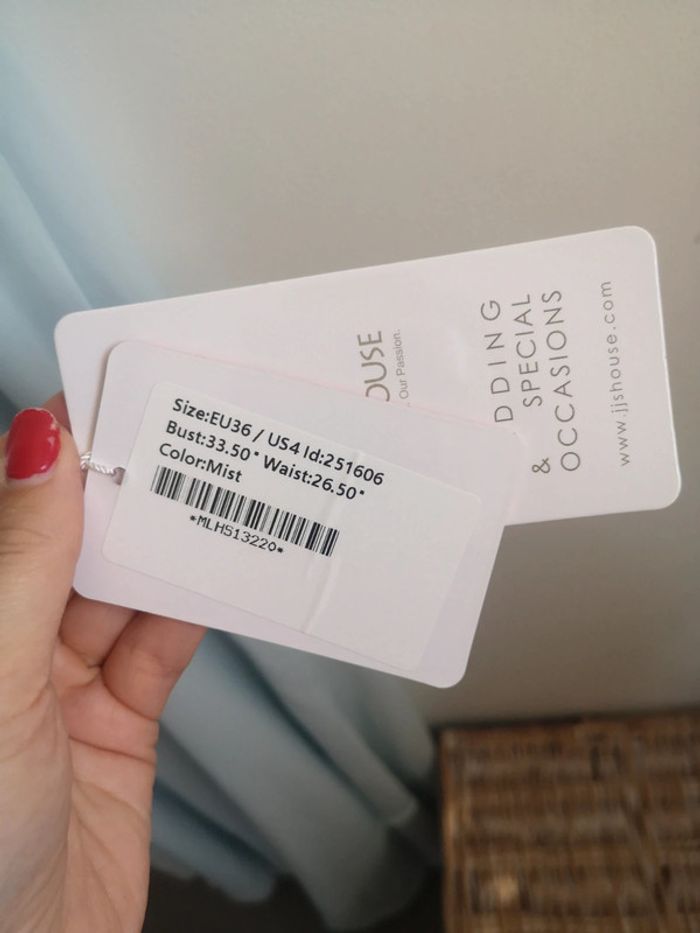 Size:EU36 / US4 Id:251606
Bust:33.50" Waist:26.50"
Color:Mist
*MLHS13220*
OUSE
Our Passion.
DDING
SPECIAL
& OCCASIONS
www.jjshouse.com